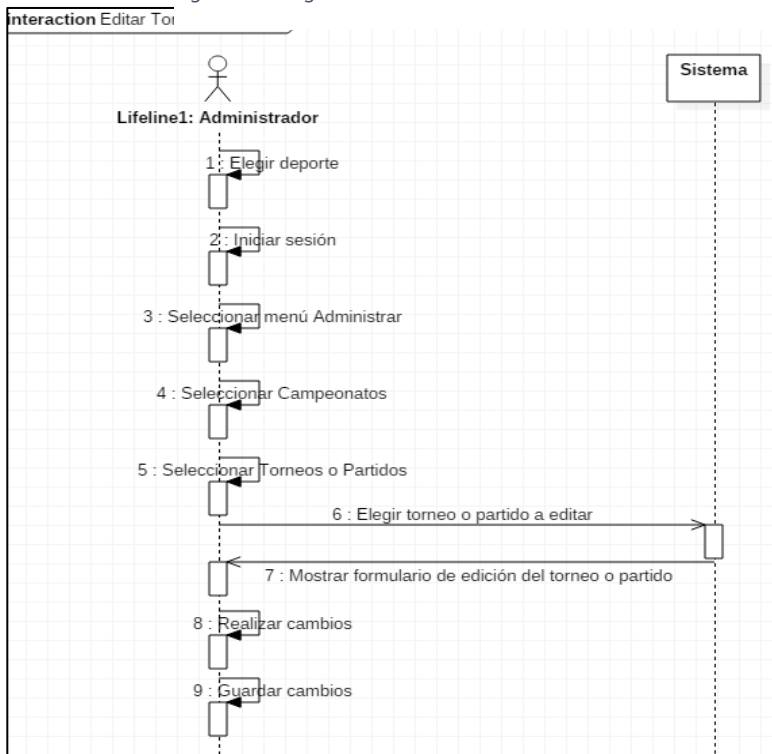 interaction Editar
Sistema
Lifeline1: Administrador
1 : Elegir deporte
2 : Iniciar sesión
3 : Seleccionar menú Administrar
4 : Seleccionar Campeonatos
5 : Seleccionar Torneos o Partidos
6 : Elegir torneo o partido a editar
7 : Mostrar formulario de edición del torneo o partido
8 : Realizar cambios
9 : Guardar cambios